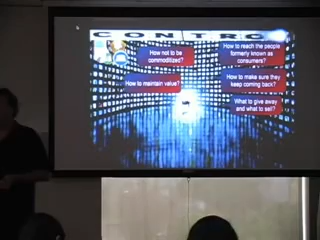 CONTRO
How not to be
commoditized?
How to reach the people
formerly known as
consumers?
How to maintain value?
How to make sure they
keep coming back?
What to give away
and what to sell?